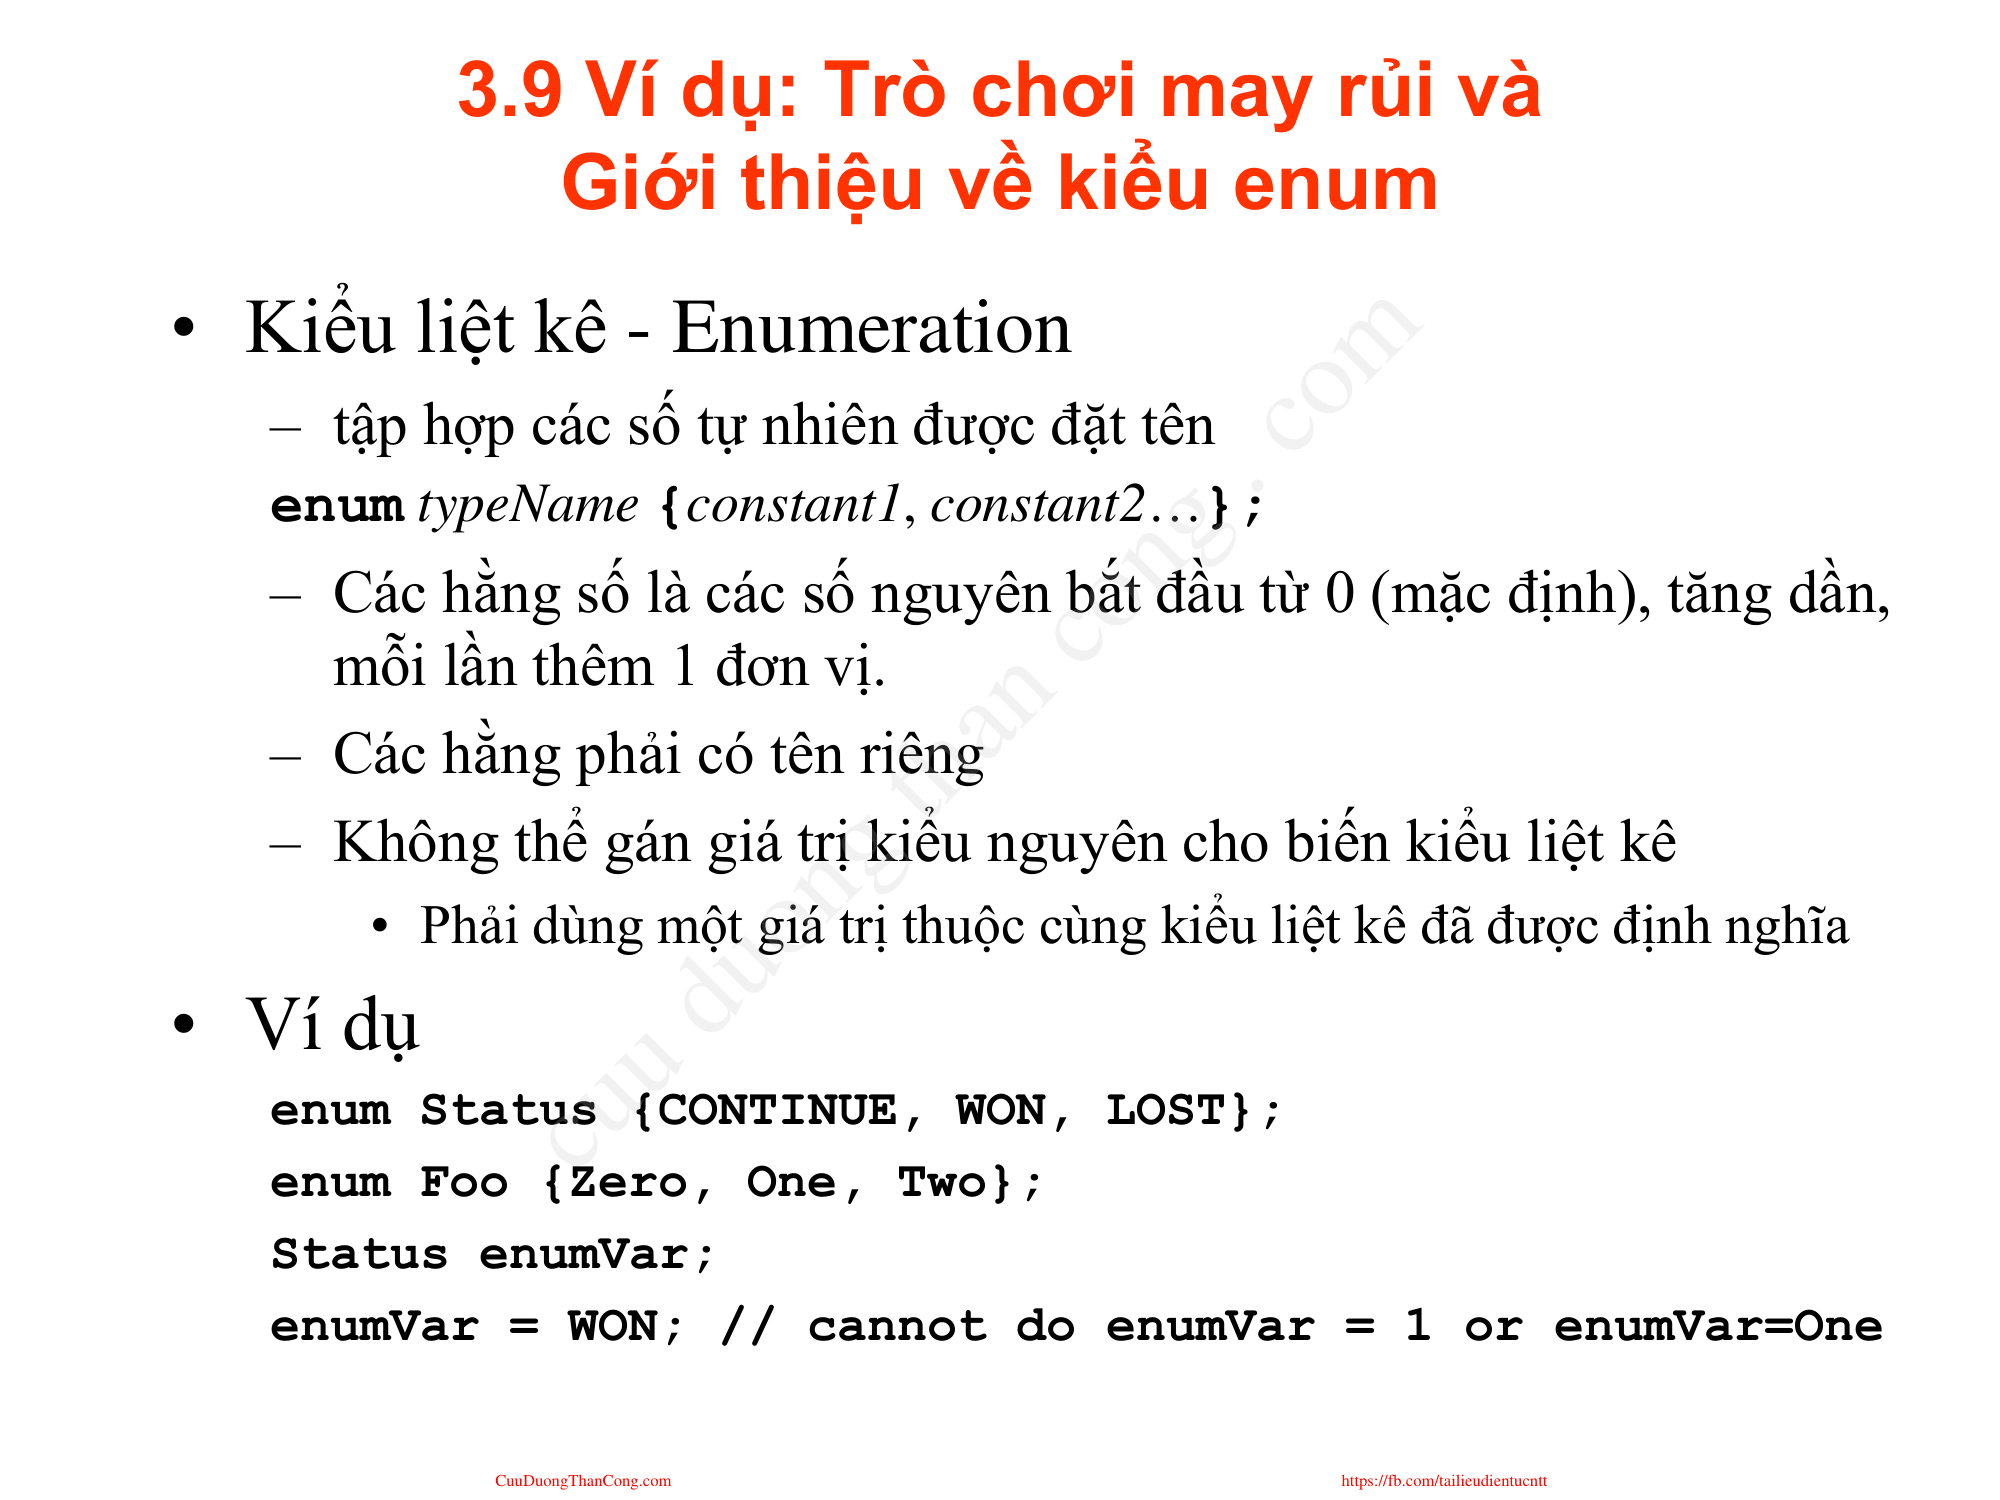 3.9 Ví dụ: Trò chơi may rủi và
Giới thiệu về kiểu enum
• Kiểu liệt kê - Enumeration
– tập hợp các số tự nhiên được đặt tên
enum typeName {constant1, constant2…};
– Các hằng số là các số nguyên bắt đầu từ 0 (mặc định), tăng dần,
mỗi lần thêm 1 đơn vị.
– Các hằng phải có tên riêng
– Không thể gán giá trị kiểu nguyên cho biến kiểu liệt kê
• Phải dùng một giá trị thuộc cùng kiểu liệt kê đã được định nghĩa
• Ví dụ
enum Status {CONTINUE, WON, LOST};
enum Foo {Zero, One, Two};
Status enumVar;
enumVar = WON; // cannot do enumVar = 1 or enumVar=One
cuu duong than cong . com
CuuDuongThanCong.com
https://fb.com/tailieudientucntt